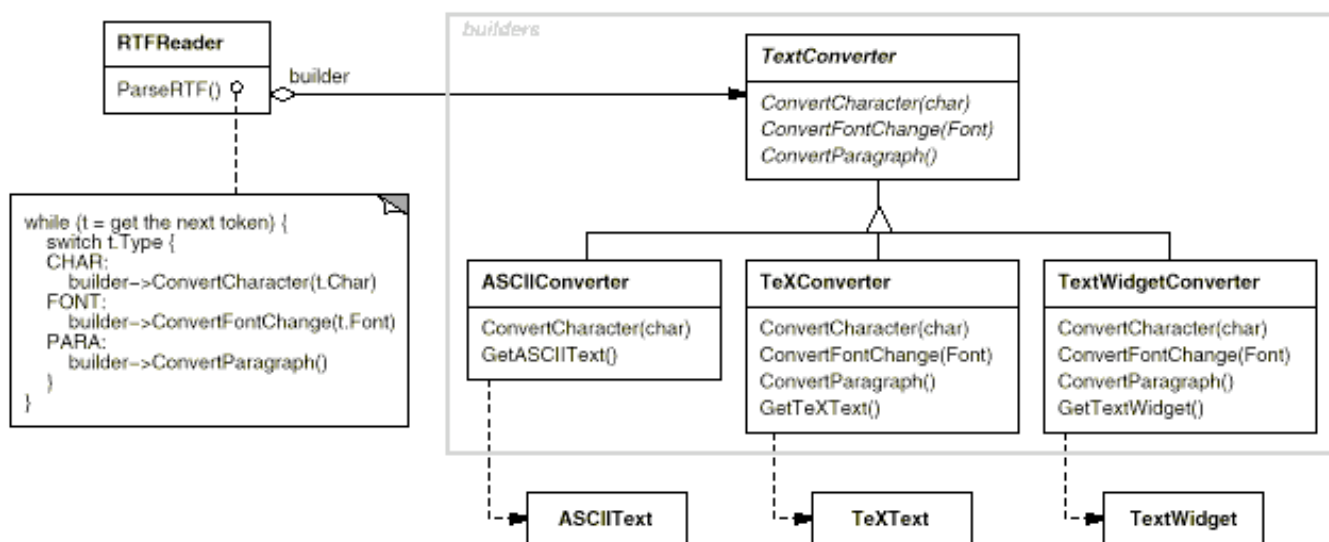 RTFReader
ParseRTF()
builder
builders
TextConverter
ConvertCharacter(char)
ConvertFontChange(Font)
ConvertParagraph()
while (t = get the next token) {
switch t.Type {
CHAR:
builder->ConvertCharacter(t.Char)
FONT:
builder->ConvertFontChange(t.Font)
PARA:
builder->ConvertParagraph()
}
}
ASCIIConverter
ConvertCharacter(char)
GetASCIIText()
TeXConverter
ConvertCharacter(char)
ConvertFontChange(Font)
ConvertParagraph()
GetTeXText()
TextWidgetConverter
ConvertCharacter(char)
ConvertFontChange(Font)
ConvertParagraph()
GetTextWidget()
ASCIIText
TeXText
TextWidget